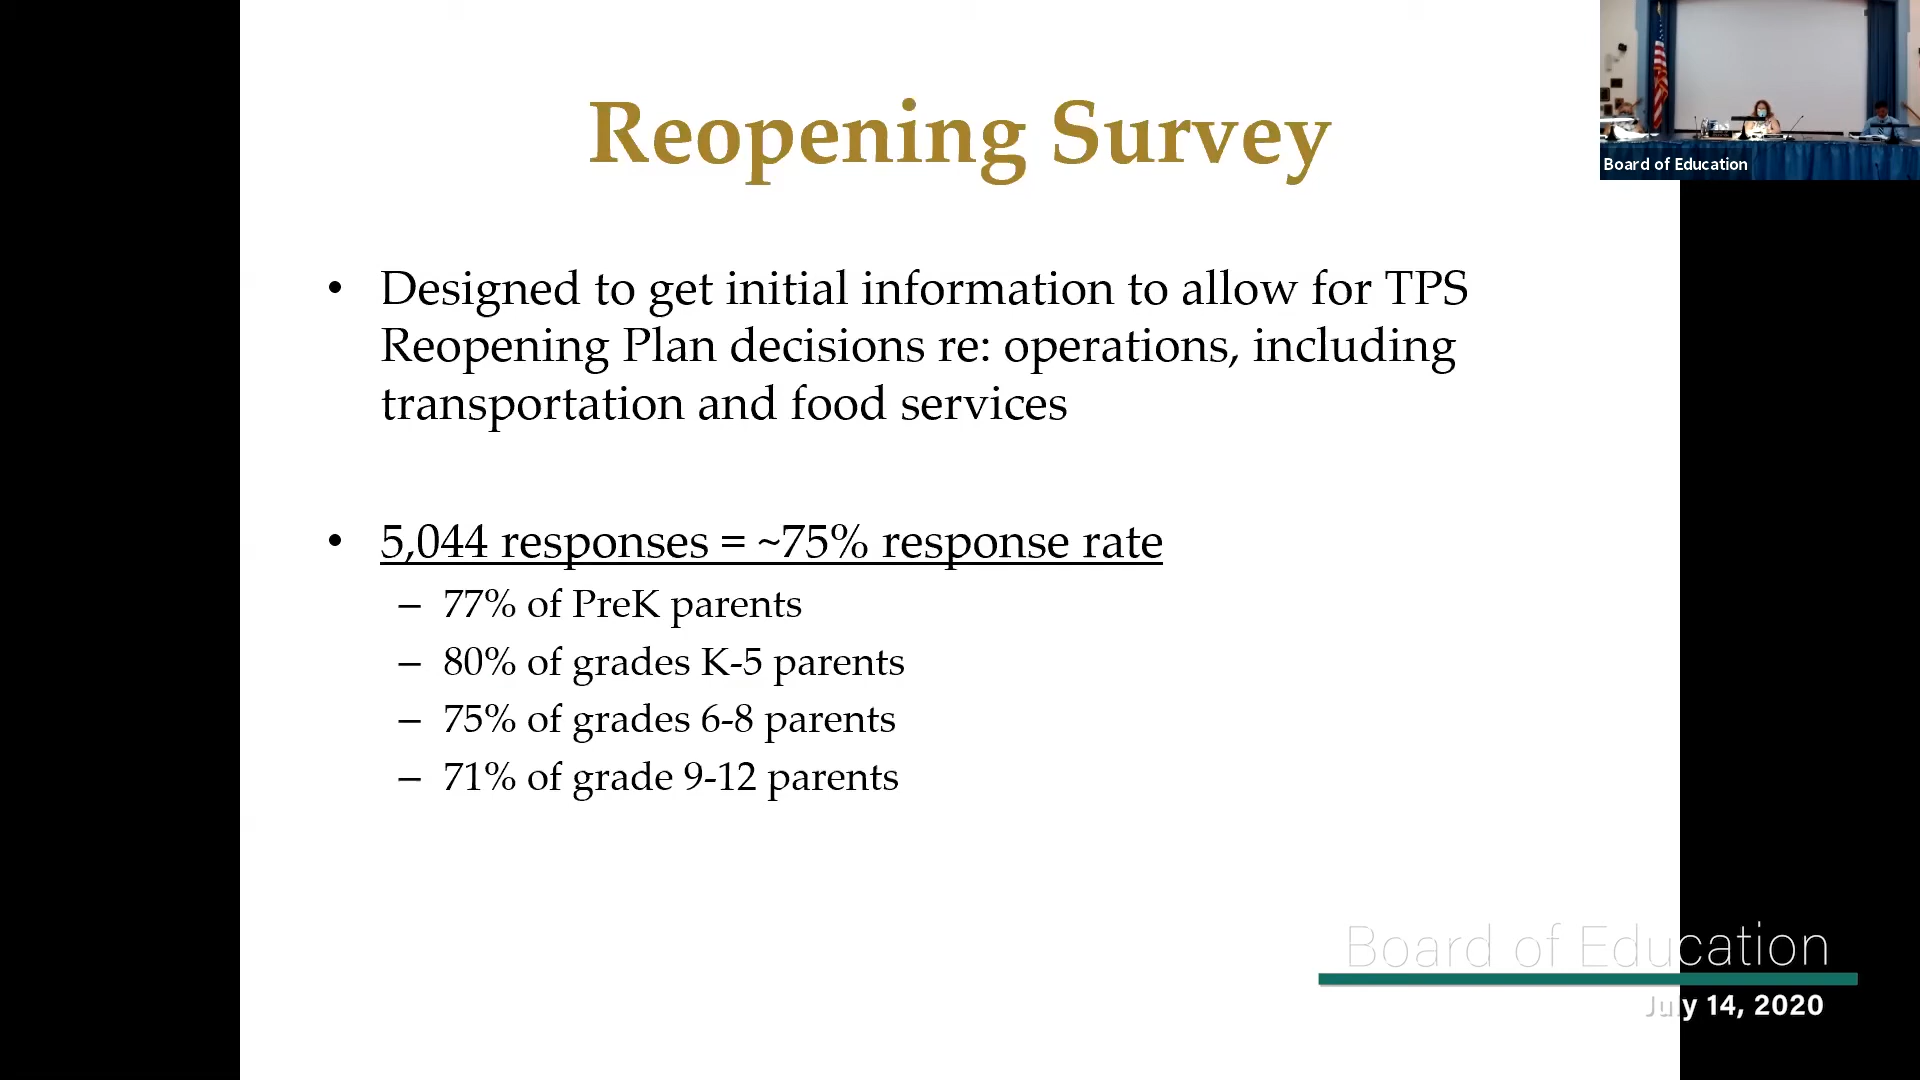 Reopening Survey
Board of Education
• Designed to get initial information to allow for TPS
Reopening Plan decisions re: operations, including
transportation and food services
• 5,044 responses = ~75% response rate
– 77% of PreK parents
– 80% of grades K-5 parents
– 75% of grades 6-8 parents
– 71% of grade 9-12 parents
Board of Education
July 14, 2020